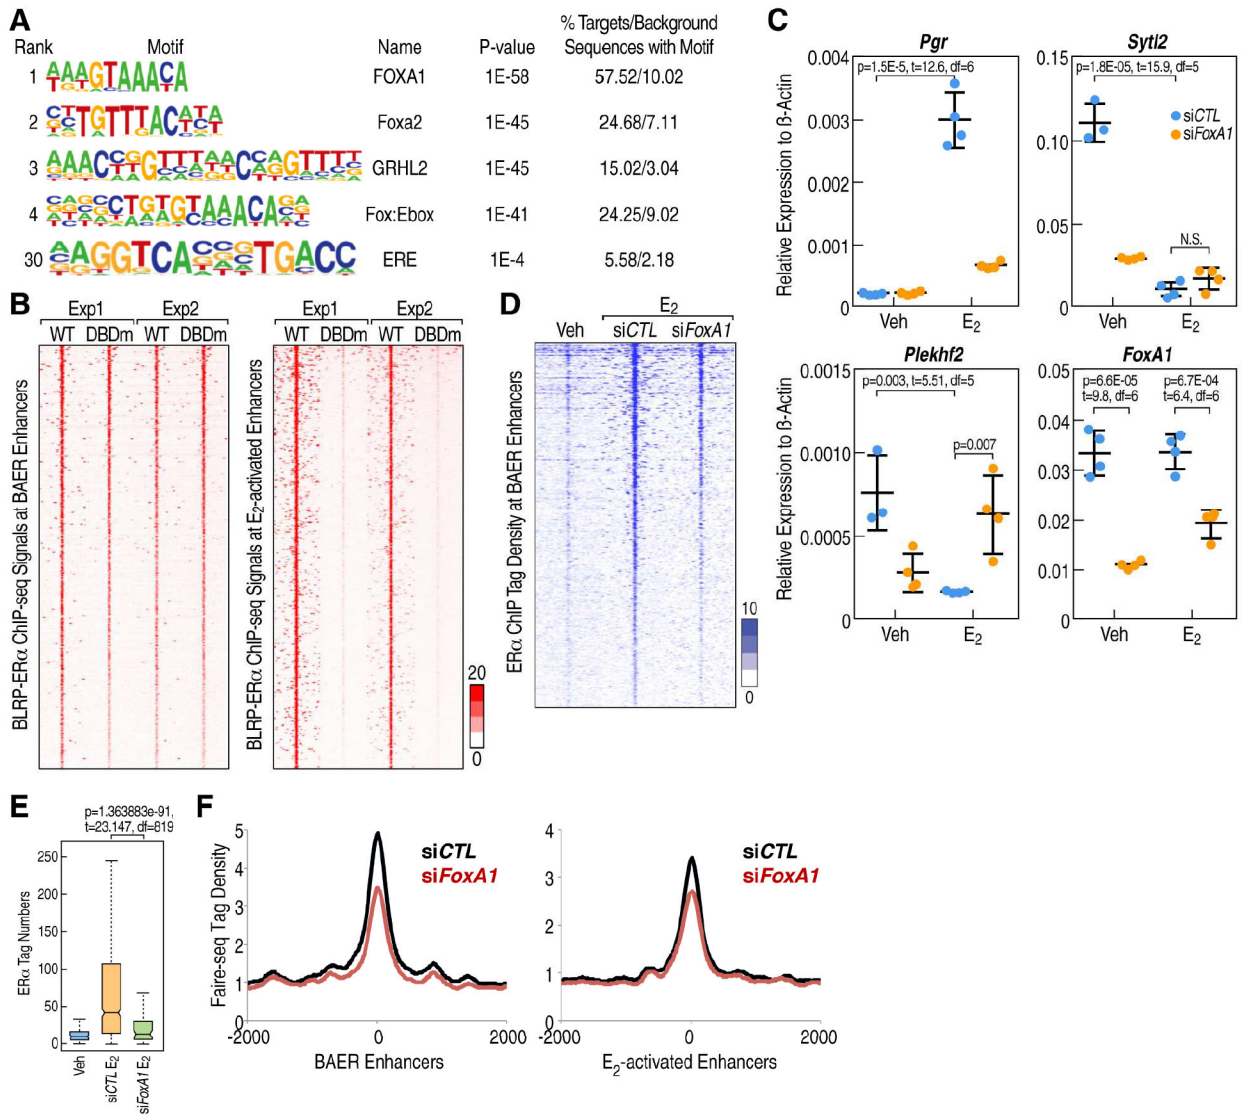 A
% Targets/Background
Rank Motif Name P-value Sequences with Motif
1 FOXA1 1E-58 57.52/10.02
2 Foxa2 1E-45 24.68/7.11
3 GRHL2 1E-45 15.02/3.04
4 Fox:Ebox 1E-41 24.25/9.02
30 ERE 1E-4 5.58/2.18
B
Exp1 Exp2
WT DBDm WT DBDm
BLRP-ERα ChIP-seq Signals at BAER Enhancers
Exp1 Exp2
WT DBDm WT DBDm
BLRP-ERα ChIP-seq Signals at E2-activated Enhancers
20
0
C
Pgr
Relative Expression to ß-Actin
0.004
0.003
0.002
0.001
0
p=1.5E-5, t=12.6, df=6
Veh E2
Sytl2
0.15
0.10
0.05
0
p=1.8E-05, t=15.9, df=5
siCTL
siFoxA1
N.S.
Veh E2
Plekhf2
Relative Expression to ß-Actin
0.0015
0.0010
0.0005
0
p=0.003, t=5.51, df=5
p=0.007
Veh E2
FoxA1
0.05
0.04
0.03
0.02
0.01
0
p=6.6E-05
t=9.8, df=6
p=6.7E-04
t=6.4, df=6
Veh E2
D
E2
Veh siCTL siFoxA1
ERα ChIP Tag Density at BAER Enhancers
10
0
E
p=1.363883e-91,
t=23.147, df=819
ERα Tag Numbers
250
200
150
100
50
0
Veh
siCTL E2
siFoxA1 E2
F
Faire-seq Tag Density
5
4
3
2
1
0
siCTL
siFoxA1
-2000 0 2000
BAER Enhancers
4
3
2
1
0
siCTL
siFoxA1
-2000 0 2000
E2-activated Enhancers